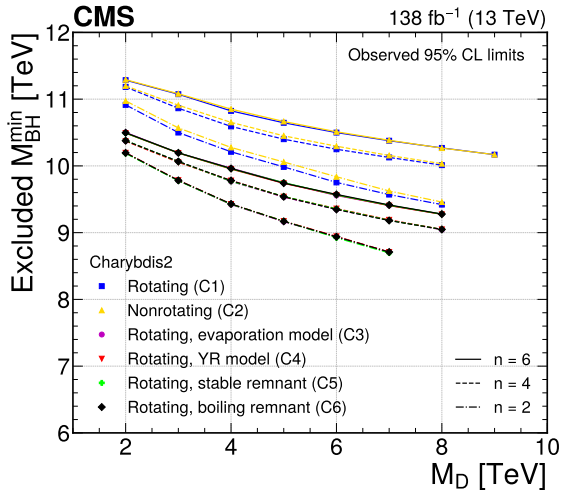 CMS 138 fb⁻¹ (13 TeV)
Observed 95% CL limits
Excluded M_BH^min [TeV]
12
11
10
9
8
7
6
Charybdis2
Rotating (C1)
Nonrotating (C2)
Rotating, evaporation model (C3)
Rotating, YR model (C4)
Rotating, stable remnant (C5)
Rotating, boiling remnant (C6)
n = 6
n = 4
n = 2
2 4 6 8 10
M_D [TeV]